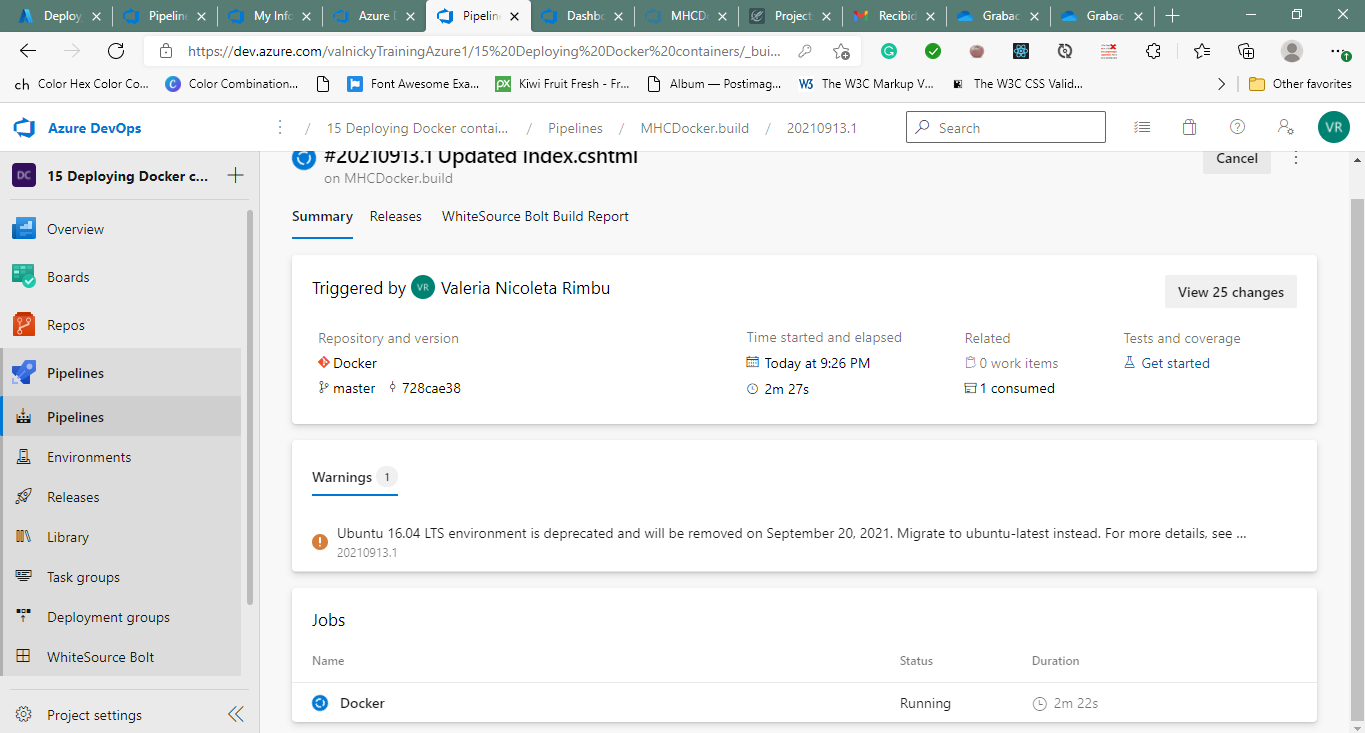 Deploy
Pipeline
My Info
Azure D
Pipeline
Dashbo
MHCD
Project
Recibid
Grabac
Grabac
https://dev.azure.com/valnickyTrainingAzure1/15%20Deploying%20Docker%20containers/_bui...
ch Color Hex Color Co...
C Color Combination...
Font Awesome Exa...
px Kiwi Fruit Fresh - Fr...
Album — Postimag...
W3 The W3C Markup V...
The W3C CSS Valid...
Other favorites
Azure DevOps
/ 15 Deploying Docker contai... / Pipelines / MHCDocker.build / 20210913.1
Search
VR
DC 15 Deploying Docker c...
Overview
Boards
Repos
Pipelines
Pipelines
Environments
Releases
Library
Task groups
Deployment groups
WhiteSource Bolt
Project settings
#20210913.1 Updated Index.cshtml
on MHCDocker.build
Cancel
Summary Releases WhiteSource Bolt Build Report
Triggered by VR Valeria Nicoleta Rimbu
View 25 changes
Repository and version
Docker
master 728cae38
Time started and elapsed
Today at 9:26 PM
2m 27s
Related
0 work items
1 consumed
Tests and coverage
Get started
Warnings 1
Ubuntu 16.04 LTS environment is deprecated and will be removed on September 20, 2021. Migrate to ubuntu-latest instead. For more details, see ...
20210913.1
Jobs
Name Status Duration
Docker Running 2m 22s